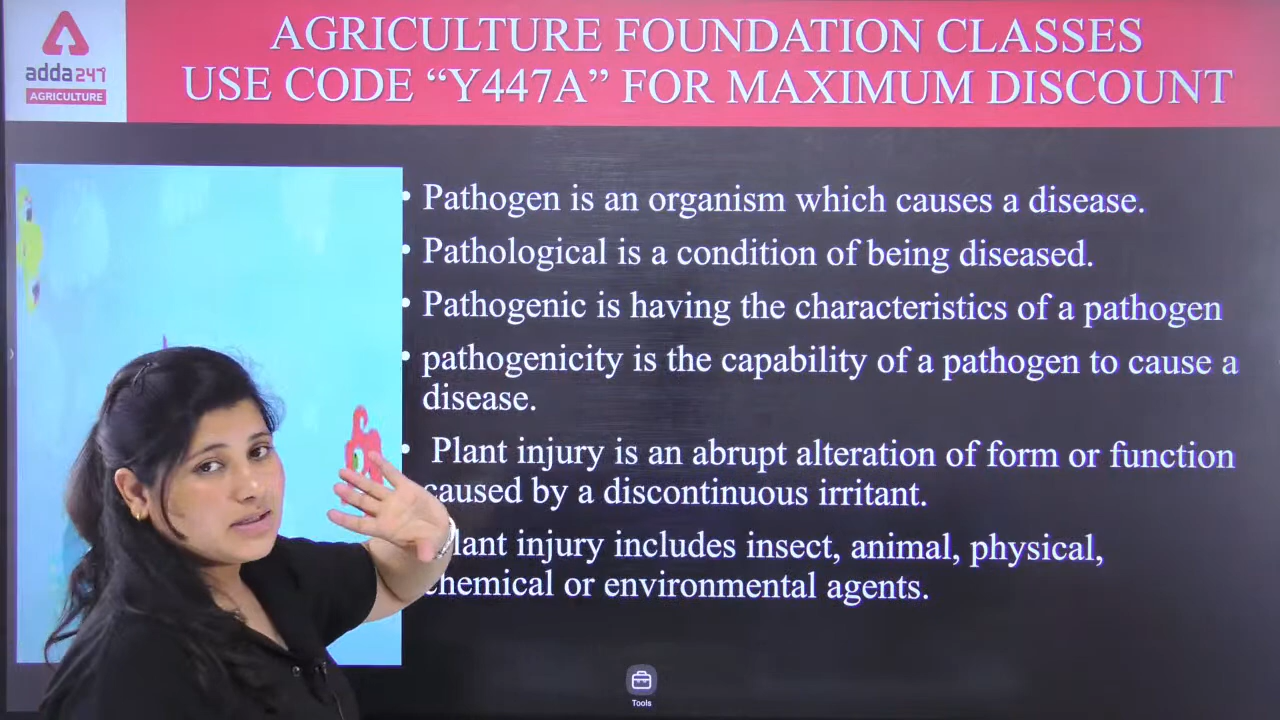 AGRICULTURE FOUNDATION CLASSES
USE CODE “Y447A” FOR MAXIMUM DISCOUNT
adda247
AGRICULTURE
• Pathogen is an organism which causes a disease.
• Pathological is a condition of being diseased.
• Pathogenic is having the characteristics of a pathogen
• pathogenicity is the capability of a pathogen to cause a
disease.
• Plant injury is an abrupt alteration of form or function
caused by a discontinuous irritant.
lant injury includes insect, animal, physical,
chemical or environmental agents.
Tools